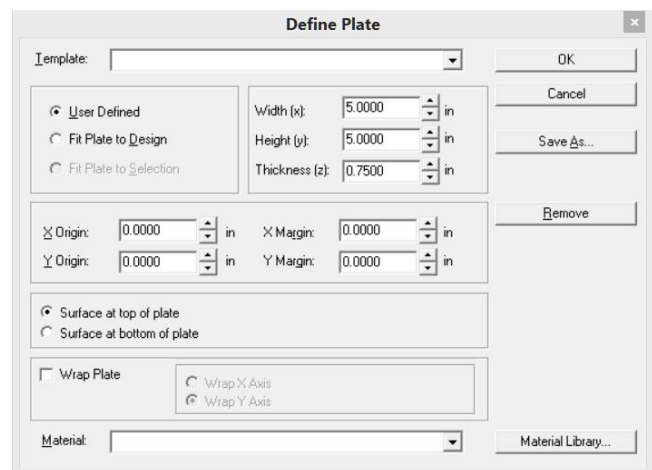 Define Plate
×
Template:
OK
Cancel
Save As...
Remove
User Defined
Fit Plate to Design
Fit Plate to Selection
Width (x): 5.0000 in
Height (y): 5.0000 in
Thickness (z): 0.7500 in
X Origin: 0.0000 in X Margin: 0.0000 in
Y Origin: 0.0000 in Y Margin: 0.0000 in
Surface at top of plate
Surface at bottom of plate
Wrap Plate
Wrap X Axis
Wrap Y Axis
Material:
Material Library...